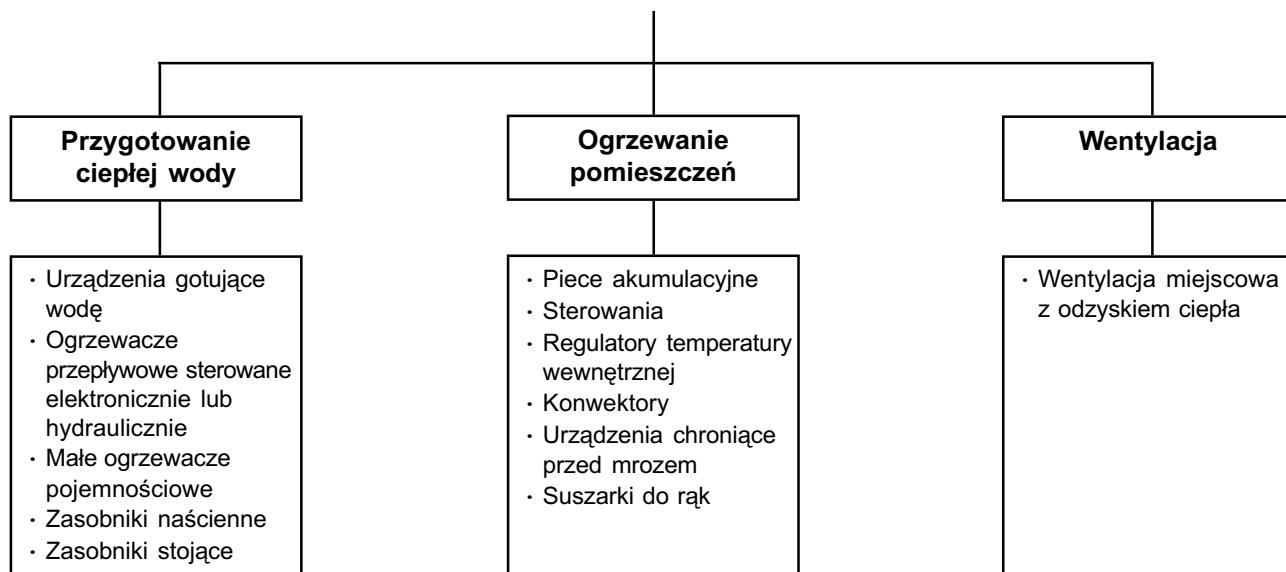 Przygotowanie
ciepłej wody
· Urządzenia gotujące
wodę
· Ogrzewacze
przepływowe sterowane
elektronicznie lub
hydraulicznie
· Małe ogrzewacze
pojemnościowe
· Zasobniki naścienne
· Zasobniki stojące
Ogrzewanie
pomieszczeń
· Piece akumulacyjne
· Sterowania
· Regulatory temperatury
wewnętrznej
· Konwektory
· Urządzenia chroniące
przed mrozem
· Suszarki do rąk
Wentylacja
· Wentylacja miejscowa
z odzyskiem ciepła